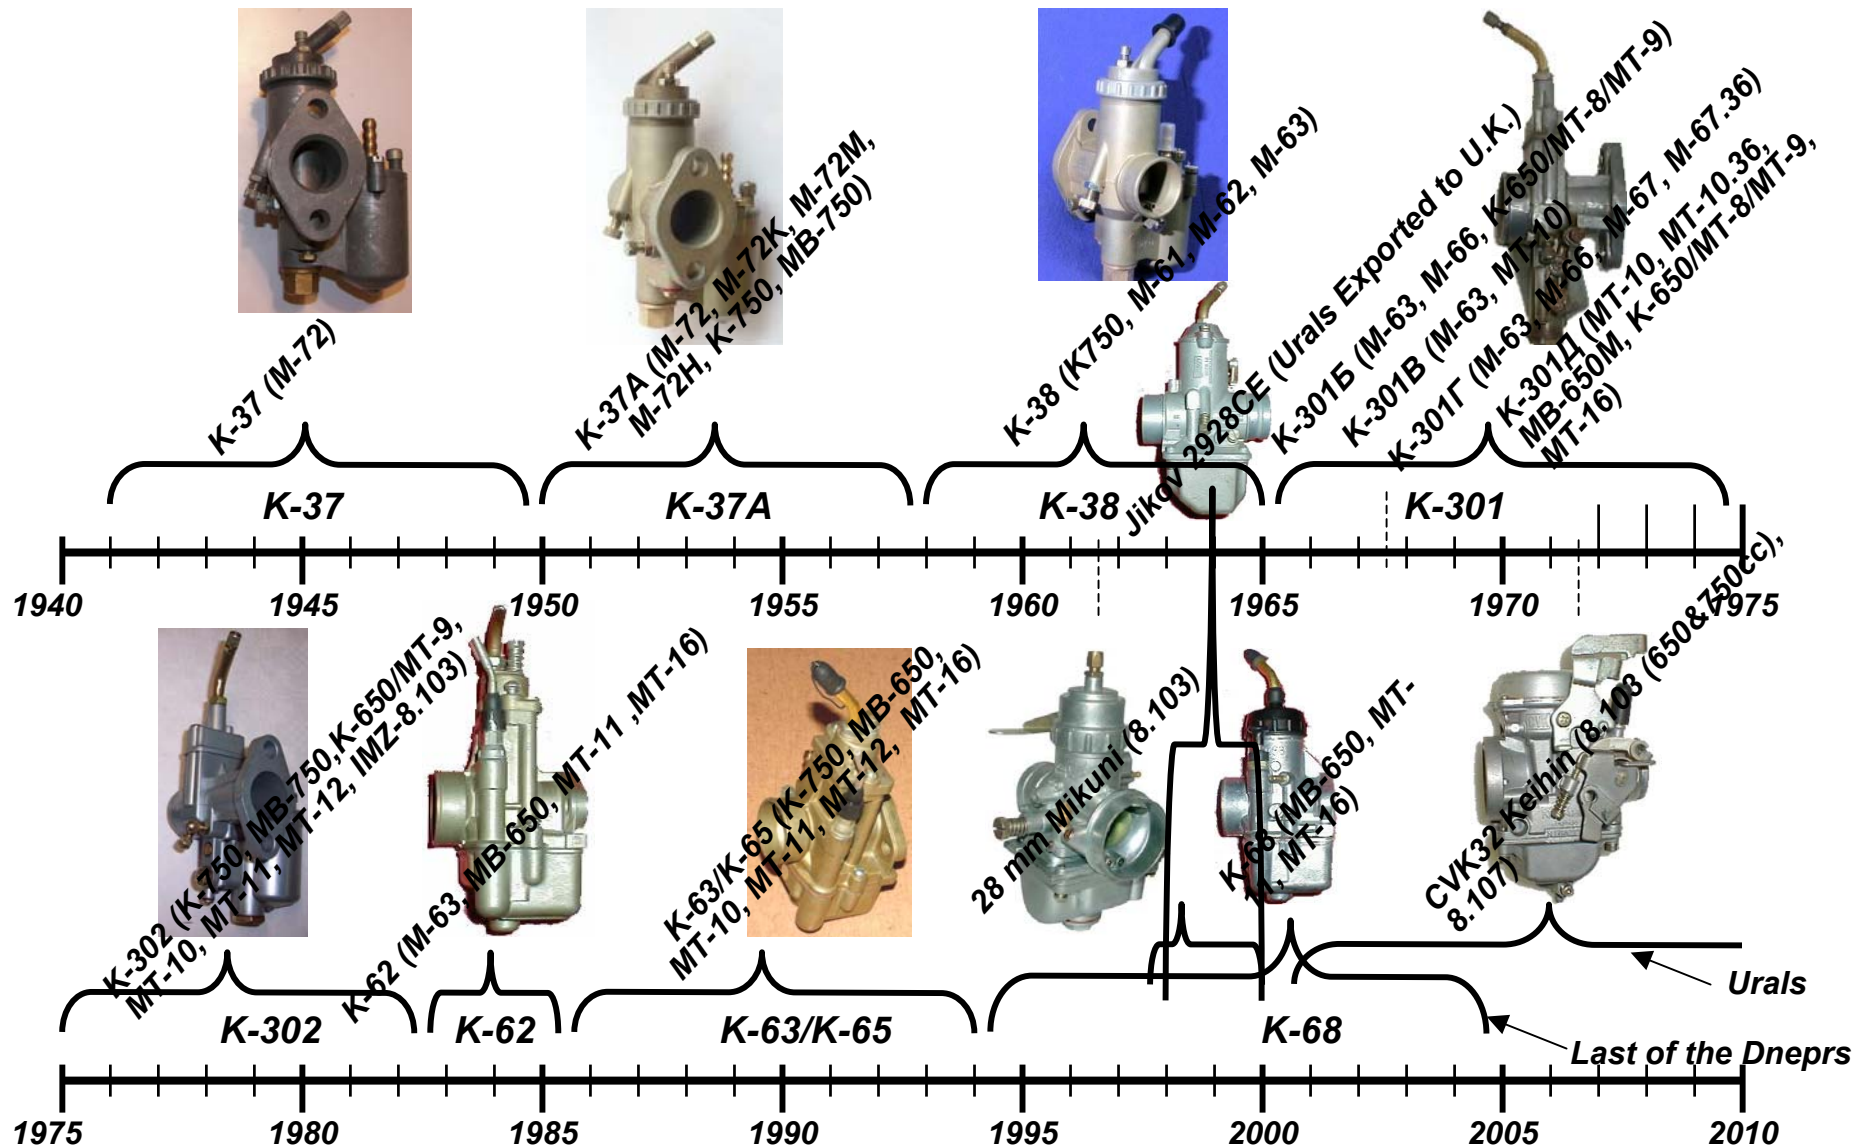 K-37 (M-72)
K-37A (M-72, M-72K, M-72M,
M-72H, K-750, MB-750)
K-38 (K750, M-61, M-62, M-63)
Jikov 2928CE (Urals Exported to U.K.)
K-301Б (M-63, M-66, K-650/MT-8/MT-9)
K-301В (M-63, MT-10)
K-301Г (M-63, M-66, M-67, M-67.36)
K-301Д (MT-10, MT-10.36,
MB-650M, K-650/MT-8/MT-9,
MT-16)
K-37
K-37A
K-38
K-301
1940
1945
1950
1955
1960
1965
1970
1975
K-302 (K-750, MB-750,K-650/MT-9,
MT-10, MT-11, MT-12, IMZ-8.103)
K-62 (M-63, MB-650, MT-11 ,MT-16)
K-63/K-65 (K-750, MB-650,
MT-10, MT-11, MT-12, MT-16)
28 mm Mikuni (8.103)
K-68 (MB-650, MT-
11, MT-16)
CVK32 Keihin (8.103 (650&750cc),
8.107)
Urals
K-302
K-62
K-63/K-65
K-68
Last of the Dneprs
1975
1980
1985
1990
1995
2000
2005
2010